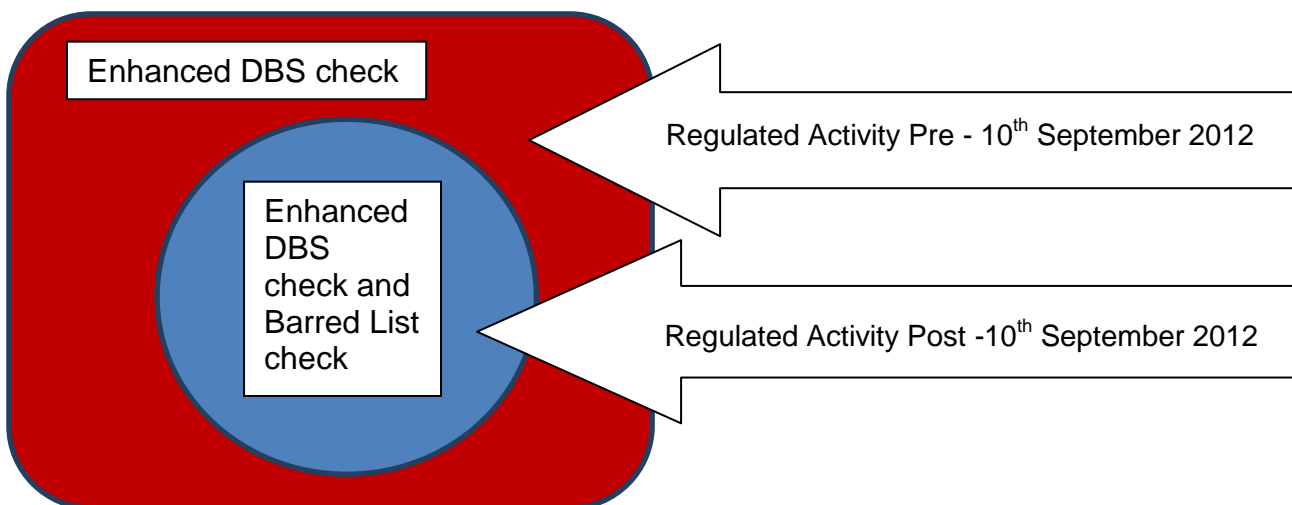 Enhanced DBS check
Regulated Activity Pre - 10th September 2012
Enhanced
DBS
check and
Barred List
check
Regulated Activity Post -10th September 2012